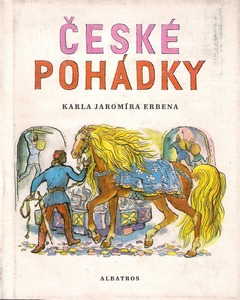 ČESKÉ
POHÁDKY
KARLA JAROMÍRA ERBENA
ALBATROS